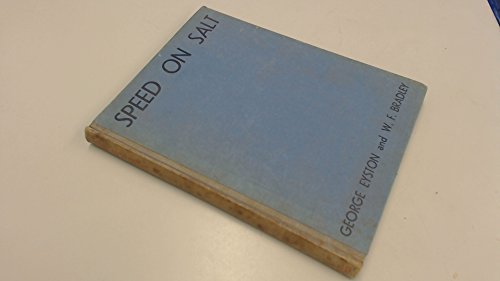 SPEED ON SALT
GEORGE EYSTON and W. F. BRADLEY